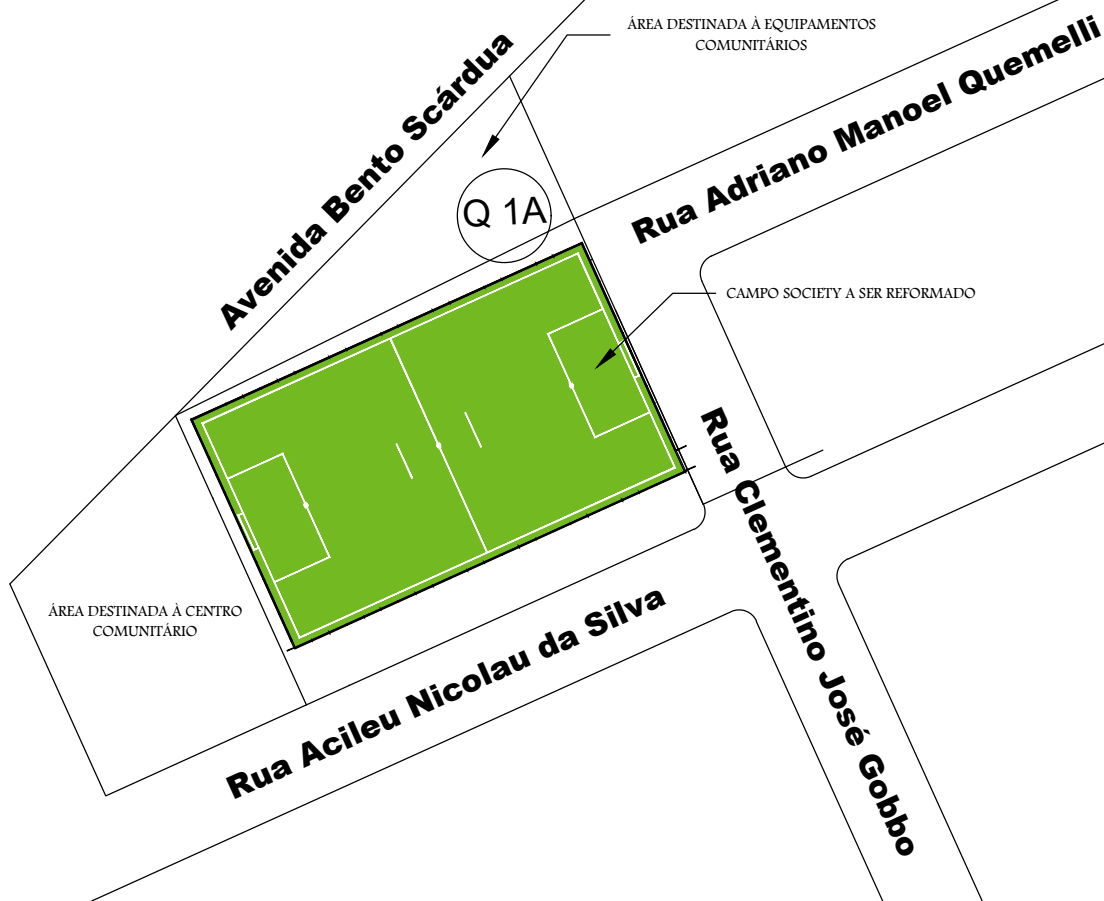 ÁREA DESTINADA À EQUIPAMENTOS
COMUNITÁRIOS
Avenida Bento Scárdua
Rua Adriano Manoel Quemelli
Q 1A
CAMPO SOCIETY A SER REFORMADO
Rua Clementino José Gobbo
ÁREA DESTINADA À CENTRO
COMUNITÁRIO
Rua Acileu Nicolau da Silva